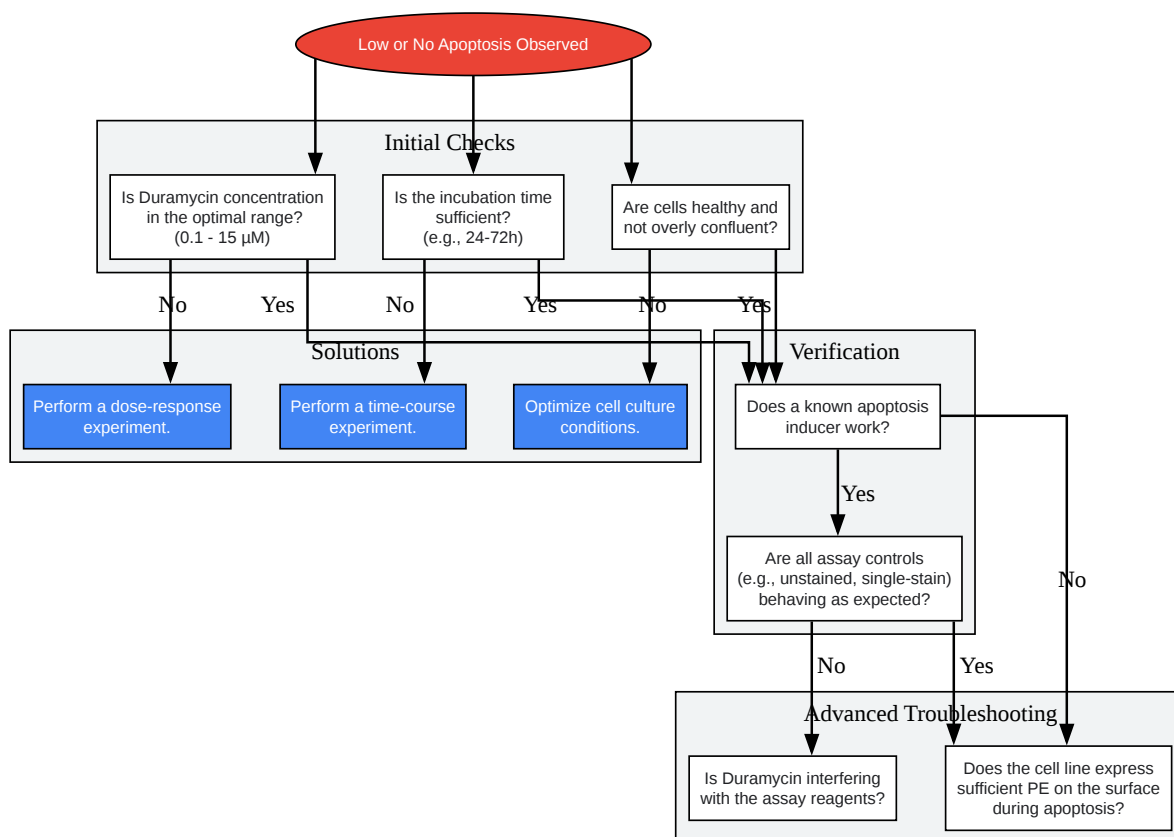 Low or No Apoptosis Observed
Initial Checks
Is Duramycin concentration
in the optimal range?
(0.1 - 15 µM)
Is the incubation time
sufficient?
(e.g., 24-72h)
Are cells healthy and
not overly confluent?
No
Yes
No
Yes
No
Yes
Solutions
Perform a dose-response
experiment.
Perform a time-course
experiment.
Optimize cell culture
conditions.
Verification
Does a known apoptosis
inducer work?
Yes
Are all assay controls
(e.g., unstained, single-stain)
behaving as expected?
No
No
Yes
Advanced Troubleshooting
Is Duramycin interfering
with the assay reagents?
Does the cell line express
sufficient PE on the surface
during apoptosis?